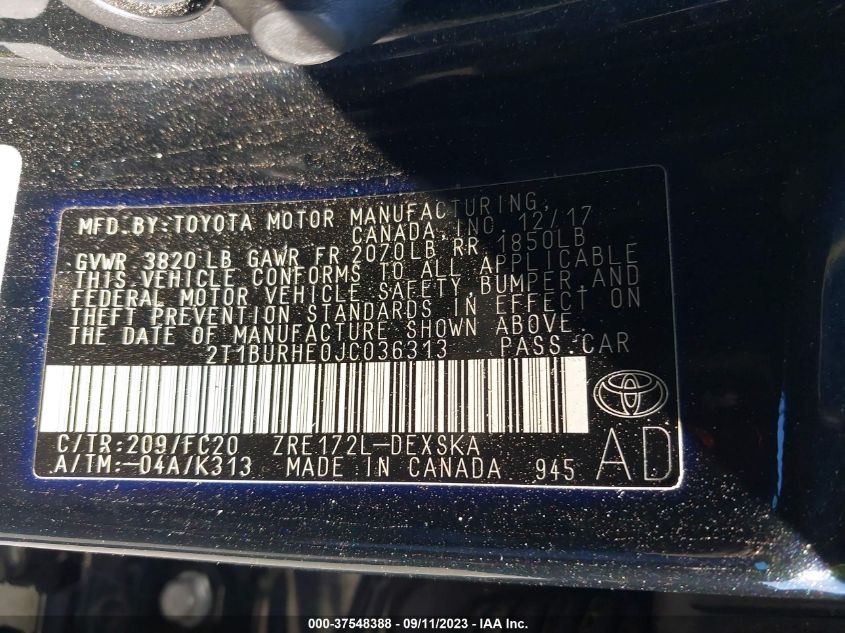 MFD.BY:TOYOTA MOTOR MANUFACTURING,
CANADA,INC. 12/17
GVWR 3820 LB GAWR FR 2070LB RR 1850LB
THIS VEHICLE CONFORMS TO ALL APPLICABLE
FEDERAL MOTOR VEHICLE SAFETY,BUMPER,AND
THEFT PREVENTION STANDARDS IN EFFECT ON
THE DATE OF MANUFACTURE SHOWN ABOVE.
2T1BURHE0JC036313 PASS.CAR
C/TR:209/FC20 ZRE172L-DEXSKA
A/TM:-04A/K313 MADE IN CANADA 945
AD
000-37548388 - 09/11/2023 - IAA Inc.